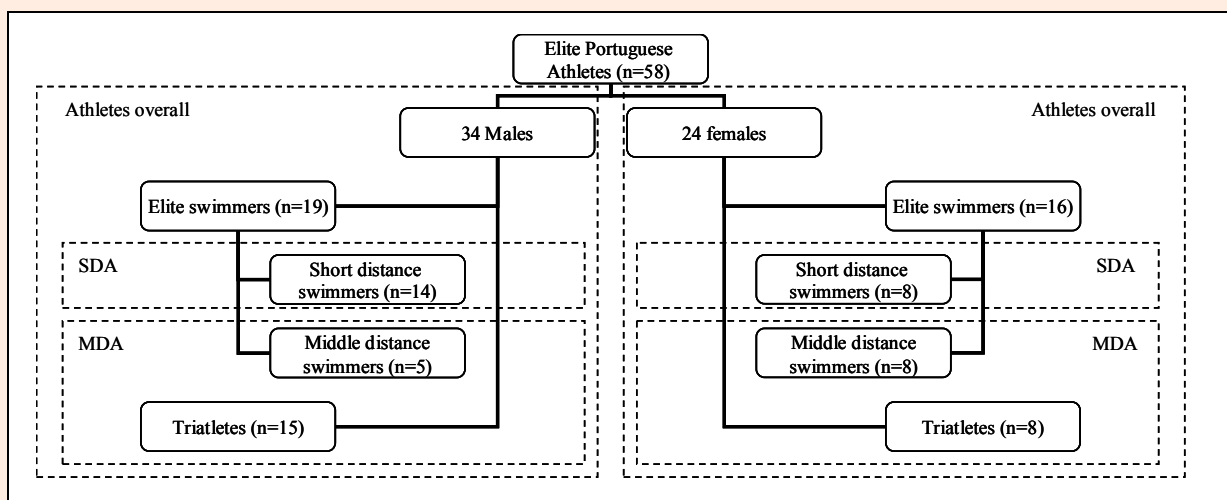 Elite Portuguese
Athletes (n=58)
Athletes overall
Athletes overall
34 Males
24 females
Elite swimmers (n=19)
Elite swimmers (n=16)
SDA
Short distance
swimmers (n=14)
Short distance
swimmers (n=8)
SDA
MDA
Middle distance
swimmers (n=5)
Middle distance
swimmers (n=8)
MDA
Triatletes (n=15)
Triatletes (n=8)